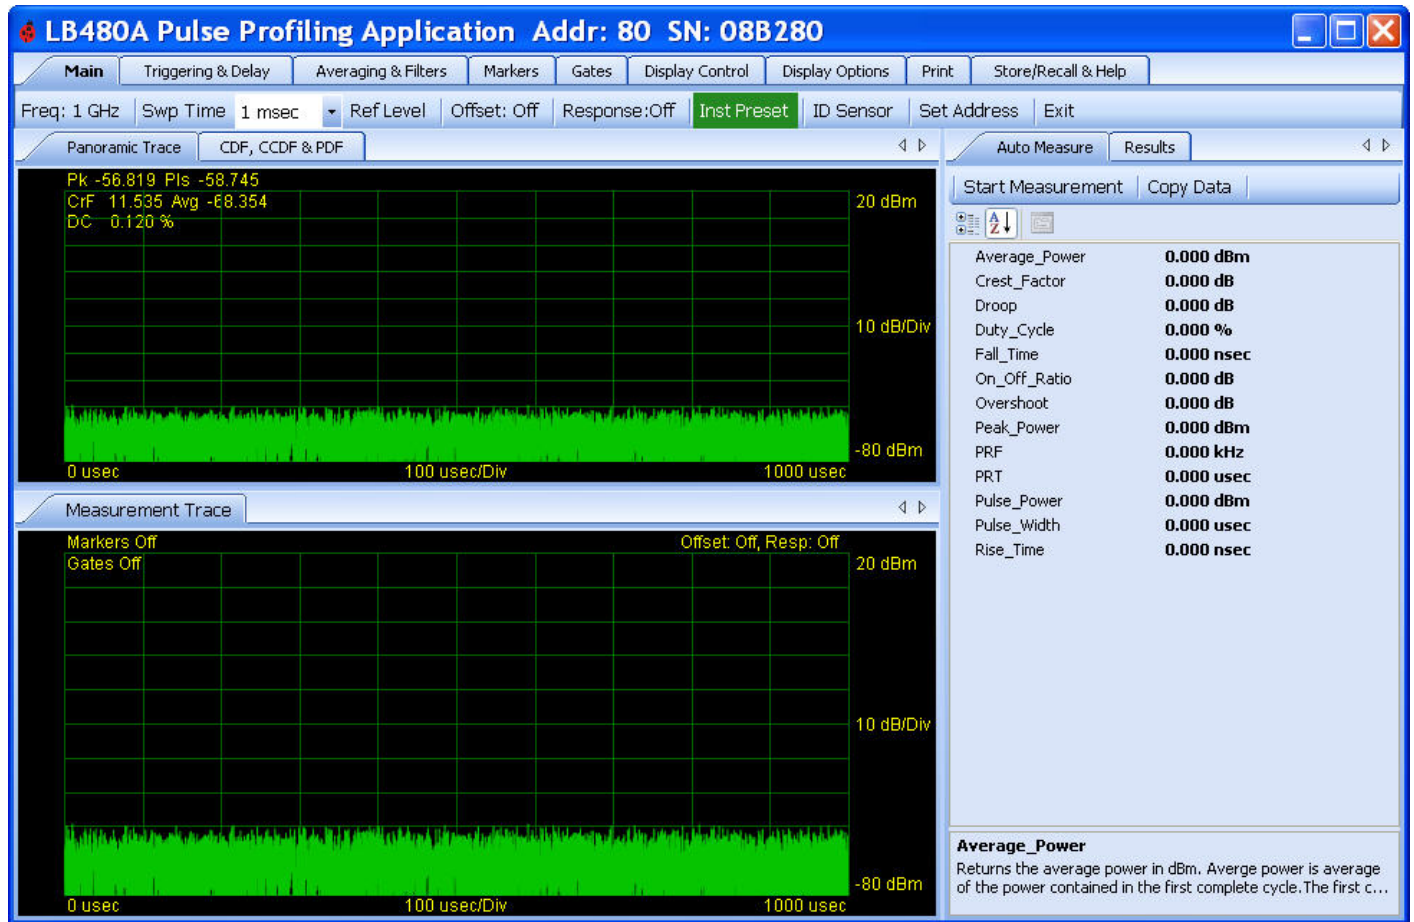 LB480A Pulse Profiling Application Addr: 80 SN: 08B280
Main Triggering & Delay Averaging & Filters Markers Gates Display Control Display Options Print Store/Recall & Help
Freq: 1 GHz Swp Time 1 msec Ref Level Offset: Off Response:Off Inst Preset ID Sensor Set Address Exit
Panoramic Trace CDF, CCDF & PDF
Pk -56.819 Pls -58.745
CrF 11.535 Avg -68.354
DC 0.120 %
20 dBm
10 dB/Div
-80 dBm
0 usec 100 usec/Div 1000 usec
Measurement Trace
Markers Off Offset: Off, Resp: Off
Gates Off 20 dBm
10 dB/Div
-80 dBm
0 usec 100 usec/Div 1000 usec
Auto Measure Results
Start Measurement Copy Data
Average_Power 0.000 dBm
Crest_Factor 0.000 dB
Droop 0.000 dB
Duty_Cycle 0.000 %
Fall_Time 0.000 nsec
On_Off_Ratio 0.000 dB
Overshoot 0.000 dB
Peak_Power 0.000 dBm
PRF 0.000 kHz
PRT 0.000 usec
Pulse_Power 0.000 dBm
Pulse_Width 0.000 usec
Rise_Time 0.000 nsec
Average_Power
Returns the average power in dBm. Averge power is average
of the power contained in the first complete cycle.The first c...